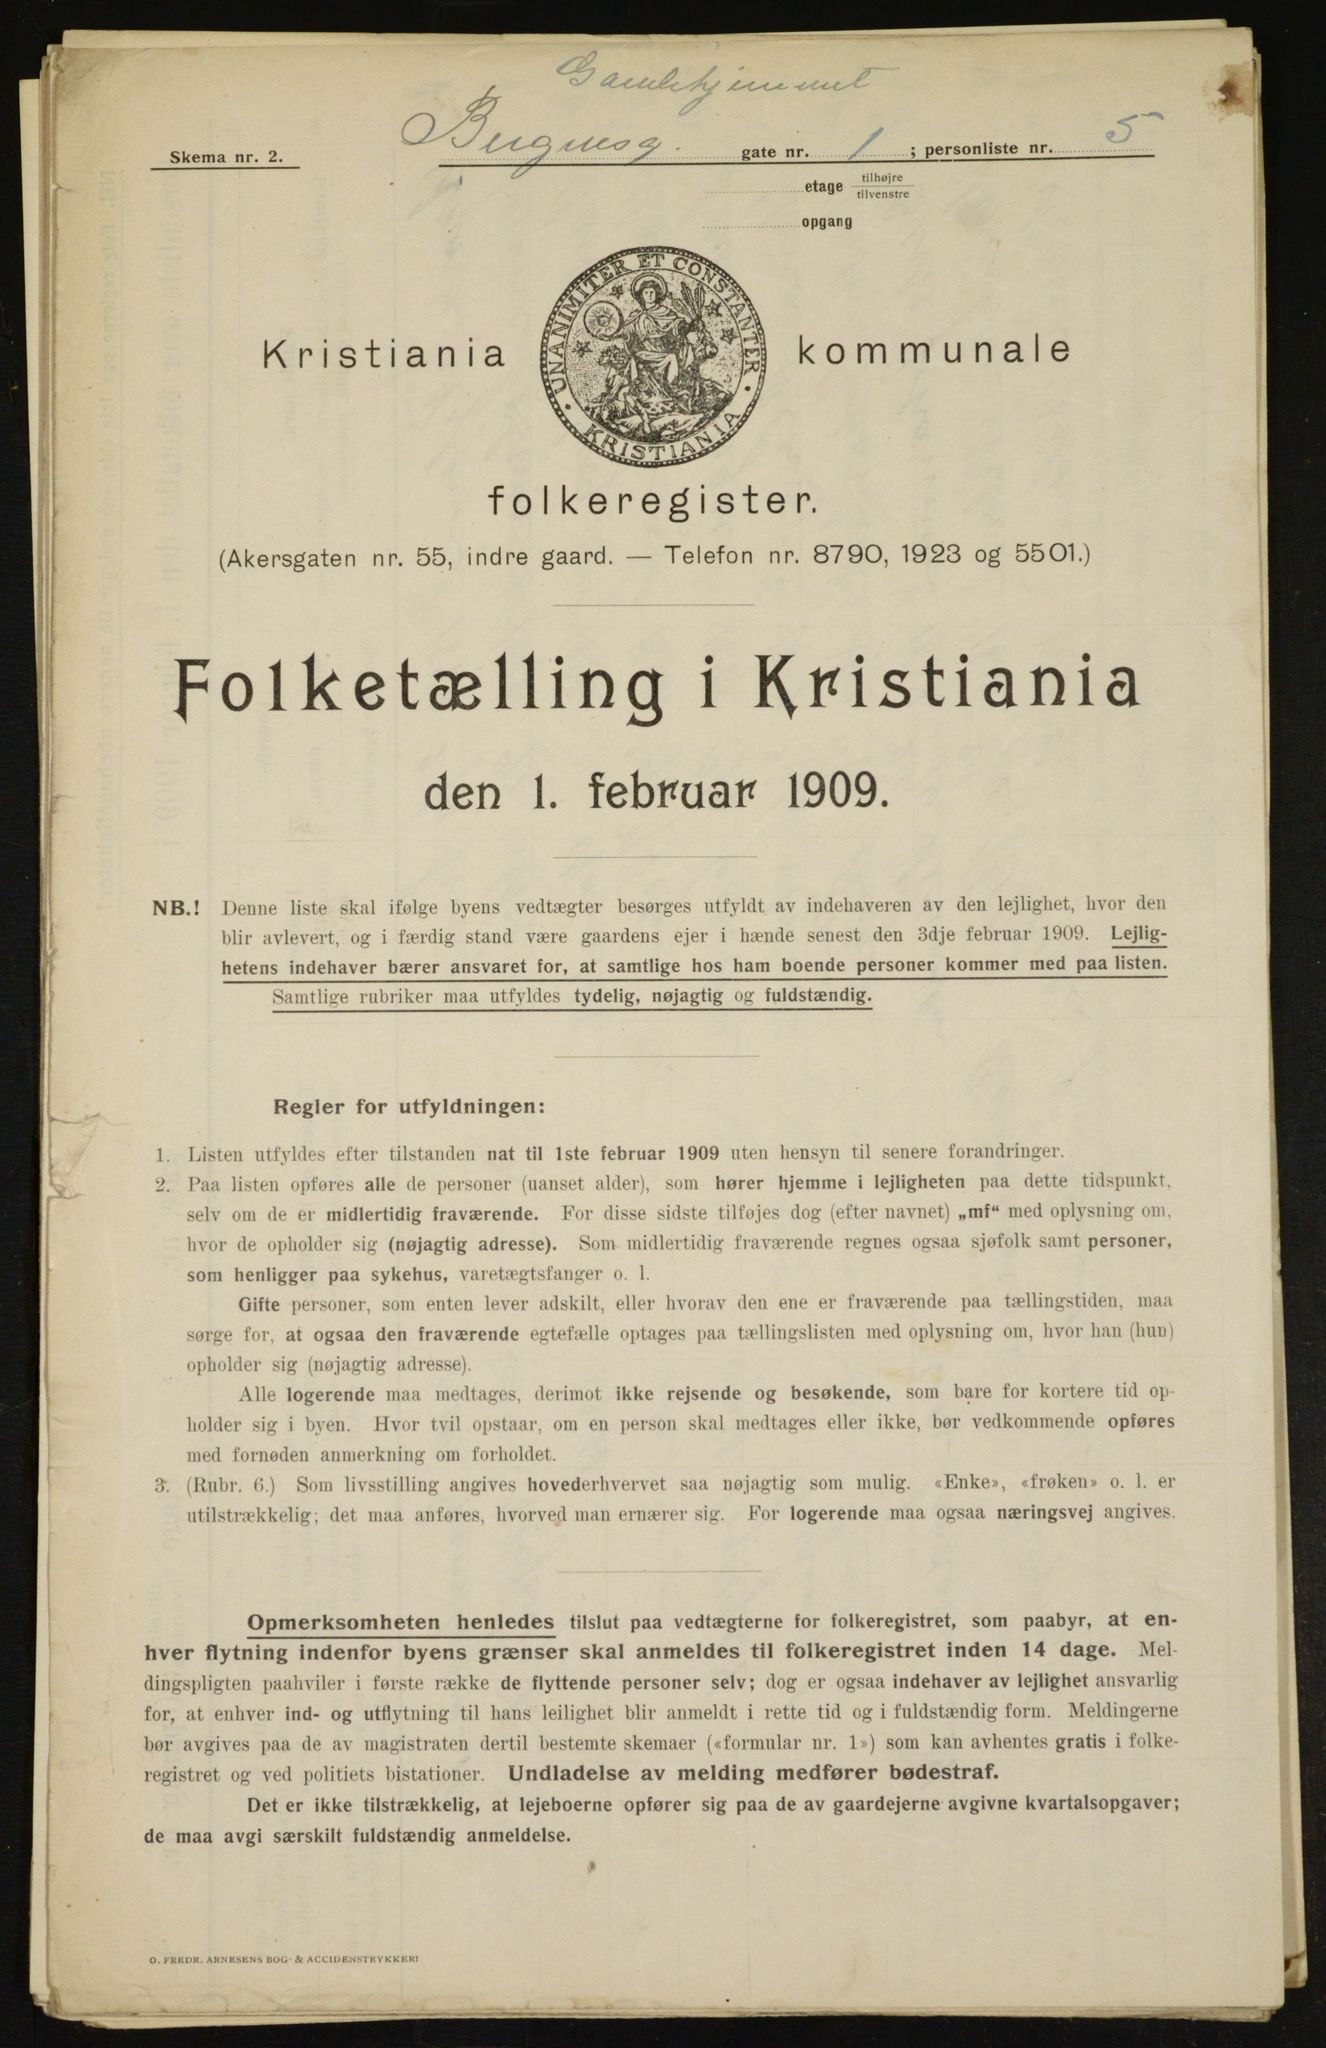 Gamlehjemmet
Skema nr. 2. Bergensg. gate nr. 1 ; personliste nr. 5
etage tilhøjre
tilvenstre
opgang
UNANIMITER ET CONSTANTER
KRISTIANIA
Kristiania kommunale
folkeregister.
(Akersgaten nr. 55, indre gaard. — Telefon nr. 8790, 1923 og 5501.)
Folketælling i Kristiania
den 1. februar 1909.
NB.! Denne liste skal ifølge byens vedtægter besørges utfyldt av indehaveren av den lejlighet, hvor den
blir avlevert, og i færdig stand være gaardens ejer i hænde senest den 3dje februar 1909. Lejlig-
hetens indehaver bærer ansvaret for, at samtlige hos ham boende personer kommer med paa listen.
Samtlige rubriker maa utfyldes tydelig, nøjagtig og fuldstændig.
Regler for utfyldningen:
1. Listen utfyldes efter tilstanden nat til 1ste februar 1909 uten hensyn til senere forandringer.
2. Paa listen opføres alle de personer (uanset alder), som hører hjemme i lejligheten paa dette tidspunkt,
selv om de er midlertidig fraværende. For disse sidste tilføjes dog (efter navnet) „mf“ med oplysning om,
hvor de opholder sig (nøjagtig adresse). Som midlertidig fraværende regnes ogsaa sjøfolk samt personer,
som henligger paa sykehus, varetægtsfanger o. l.
Gifte personer, som enten lever adskilt, eller hvorav den ene er fraværende paa tællingstiden, maa
sørge for, at ogsaa den fraværende egtefælle optages paa tællingslisten med oplysning om, hvor han (hun)
opholder sig (nøjagtig adresse).
Alle logerende maa medtages, derimot ikke rejsende og besøkende, som bare for kortere tid op-
holder sig i byen. Hvor tvil opstaar, om en person skal medtages eller ikke, bør vedkommende opføres
med fornøden anmerkning om forholdet.
3. (Rubr. 6.) Som livsstilling angives hovederhvervet saa nøjagtig som mulig. «Enke», «frøken» o. l. er
utilstrækkelig; det maa anføres, hvorved man ernærer sig. For logerende maa ogsaa næringsvej angives.
Opmerksomheten henledes tilslut paa vedtægterne for folkeregistret, som paabyr, at en-
hver flytning indenfor byens grænser skal anmeldes til folkeregistret inden 14 dage. Mel-
dingspligten paahviler i første række de flyttende personer selv; dog er ogsaa indehaver av lejlighet ansvarlig
for, at enhver ind- og utflytning til hans leilighet blir anmeldt i rette tid og i fuldstændig form. Meldingerne
bør avgives paa de av magistraten dertil bestemte skemaer («formular nr. 1») som kan avhentes gratis i folke-
registret og ved politiets bistationer. Undladelse av melding medfører bødestraf.
Det er ikke tilstrækkelig, at lejeboerne opfører sig paa de av gaardejerne avgivne kvartalsopgaver;
de maa avgi særskilt fuldstændig anmeldelse.
O. FREDR. ARNESENS BOG- & ACCIDENSTRYKKERI